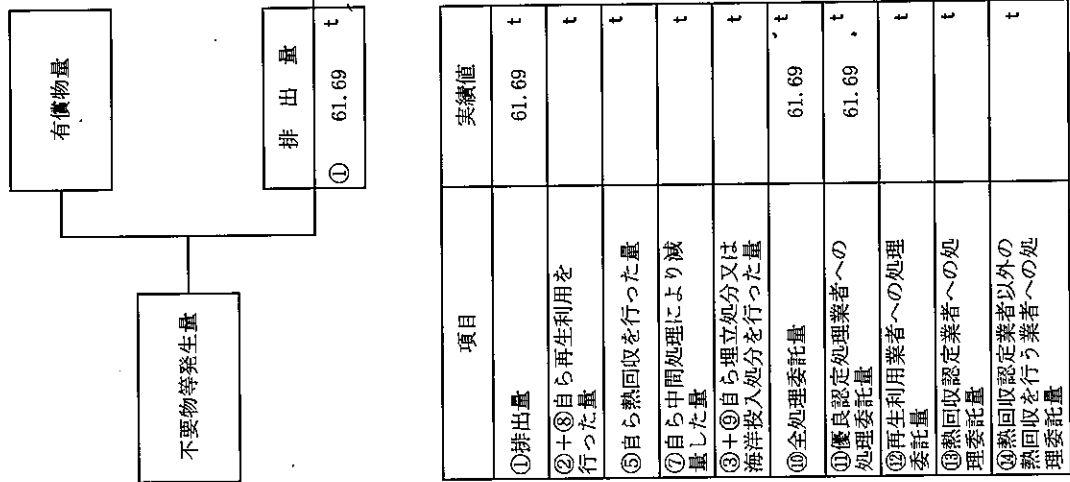 有償物量
排出量
① 61.69 t
不要物等発生量
項目 実績値
①排出量 61.69 t
②+⑧自ら再生利用を
行った量 t
⑤自ら熱回収を行った量 t
⑦自ら中間処理により減
量した量 t
③+⑨自ら埋立処分又は
海洋投入処分を行った量 t
⑩全処理委託量 61.69 t
⑪優良認定処理業者への
処理委託量 61.69 t
⑫再生利用業者への処理
委託量 t
⑬熱回収認定業者への処
理委託量 t
⑭熱回収認定業者以外の
熱回収を行う業者への処
理委託量 t